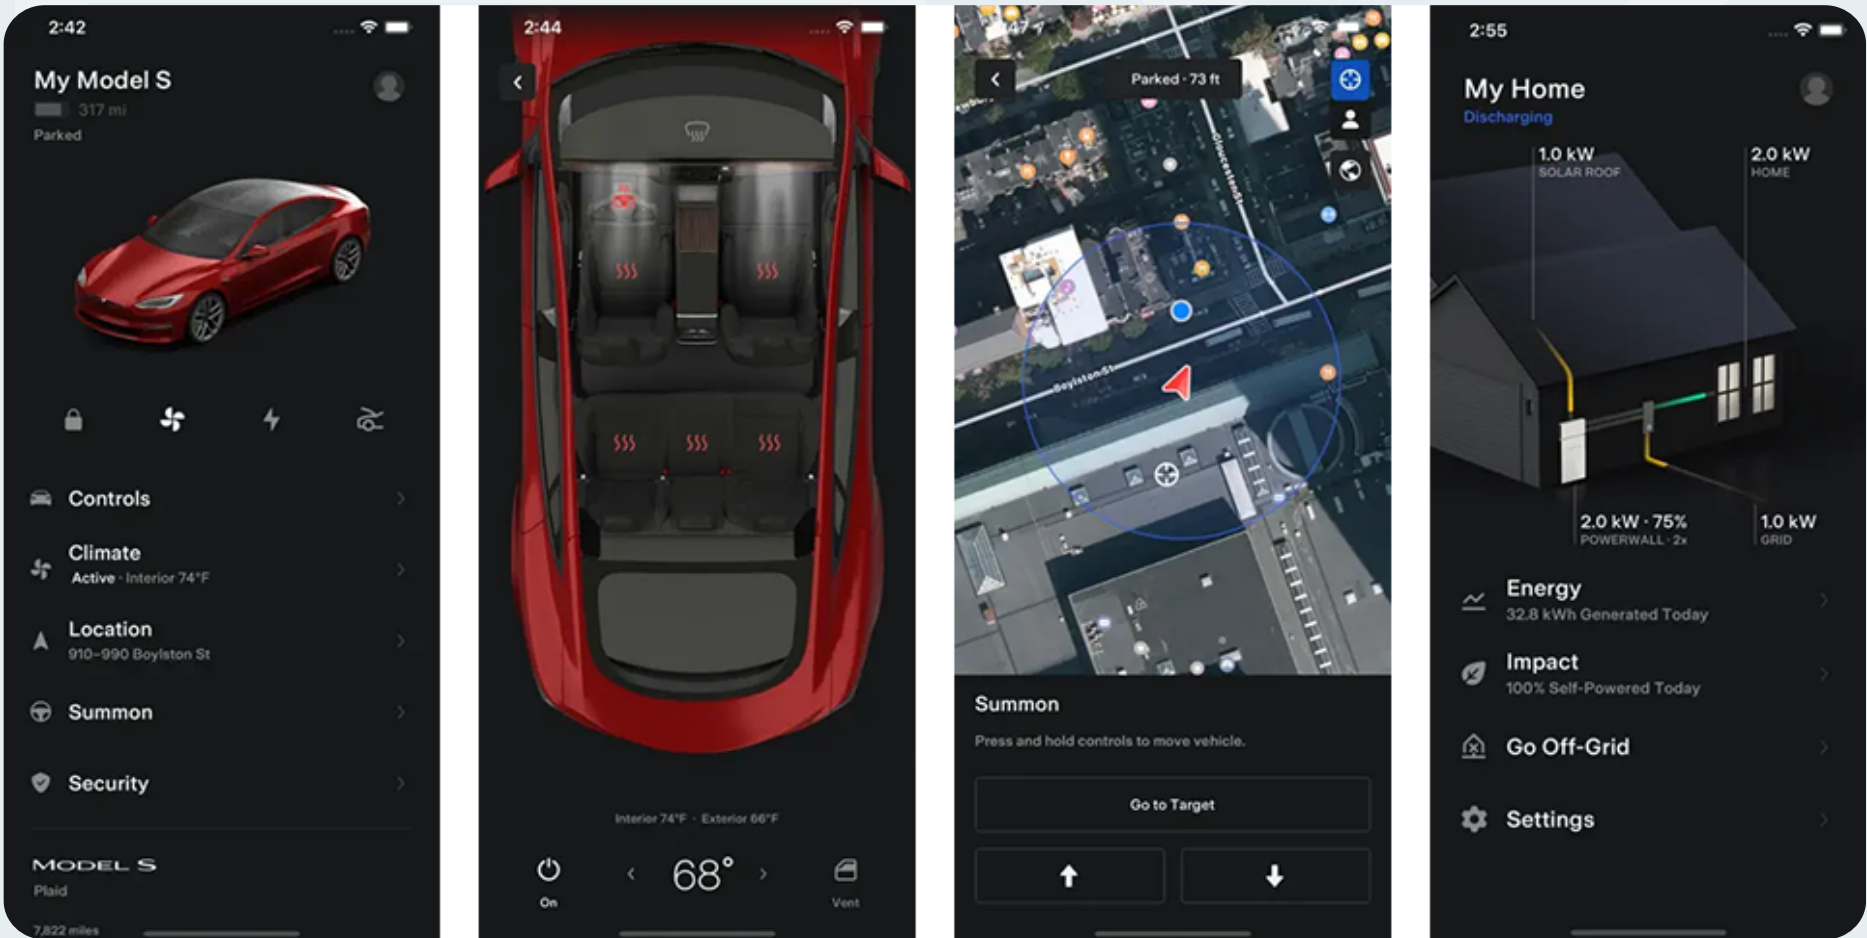 2:42
My Model S
317 mi
Parked
Controls
Climate
Active · Interior 74°F
Location
910–990 Boylston St
Summon
Security
MODEL S
Plaid
7,822 miles
2:44
Interior 74°F · Exterior 66°F
68°
On
Vent
Parked · 73 ft
Gloucester St
Boylston St
Summon
Press and hold controls to move vehicle.
Go to Target
2:55
My Home
Discharging
1.0 kW
SOLAR ROOF
2.0 kW
HOME
2.0 kW · 75%
POWERWALL · 2x
1.0 kW
GRID
Energy
32.8 kWh Generated Today
Impact
100% Self-Powered Today
Go Off-Grid
Settings